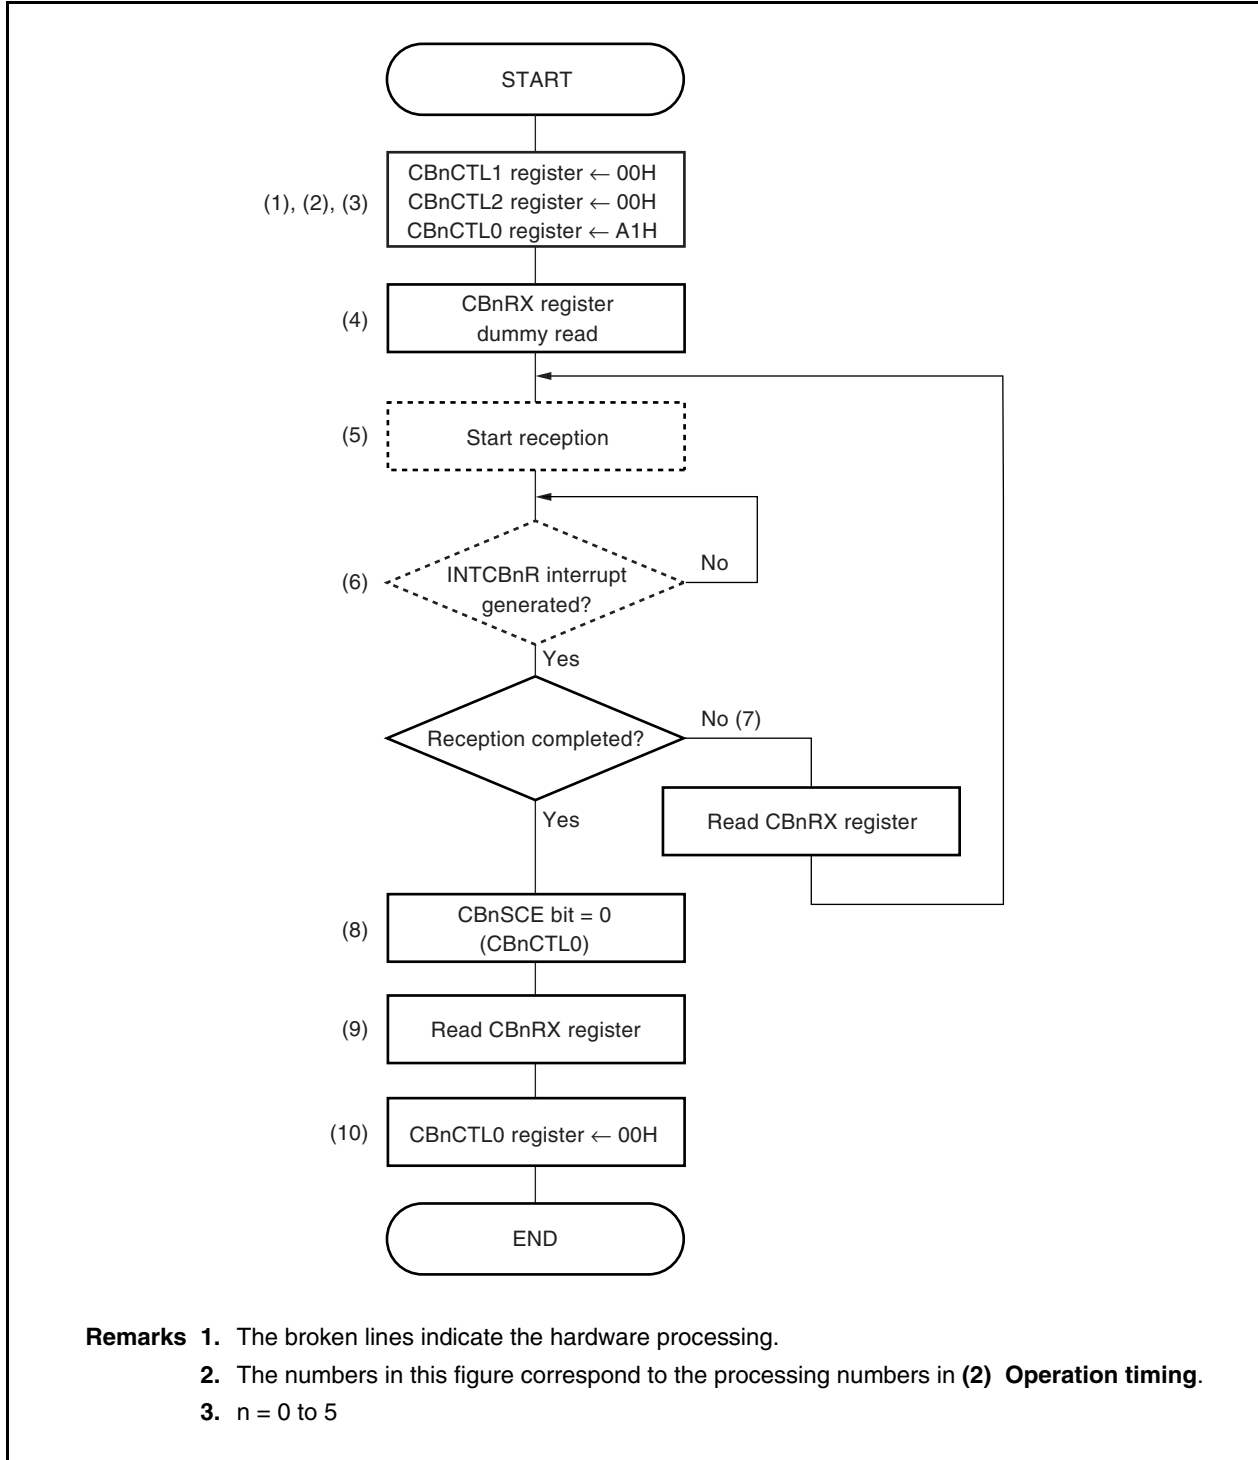 START
(1), (2), (3)
CBnCTL1 register ← 00H
CBnCTL2 register ← 00H
CBnCTL0 register ← A1H
(4)
CBnRX register
dummy read
(5)
Start reception
(6)
INTCBnR interrupt
generated?
No
Yes
Reception completed?
No (7)
Read CBnRX register
Yes
(8)
CBnSCE bit = 0
(CBnCTL0)
(9)
Read CBnRX register
(10)
CBnCTL0 register ← 00H
END
Remarks 1. The broken lines indicate the hardware processing.
2. The numbers in this figure correspond to the processing numbers in (2) Operation timing.
3. n = 0 to 5